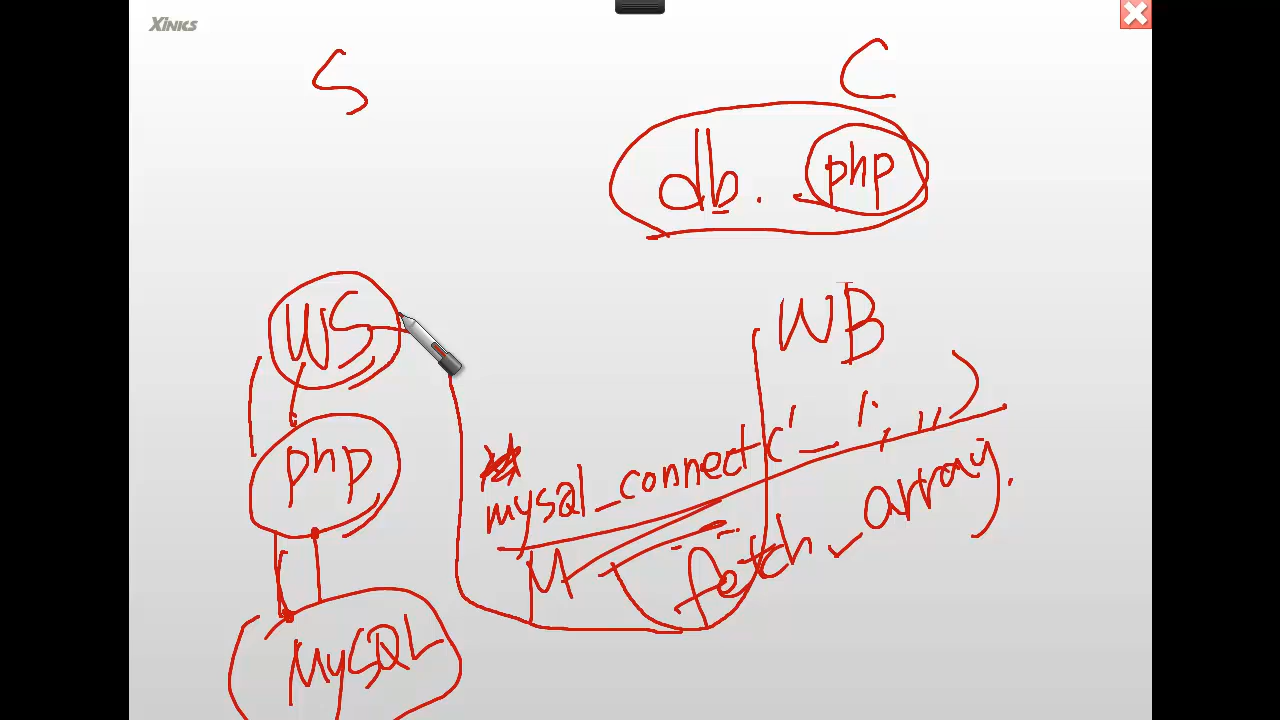 XINKS
S
C
db.php
WS
WB
php
mysql_connect('_',,,)
M
fetch_array
MySQL